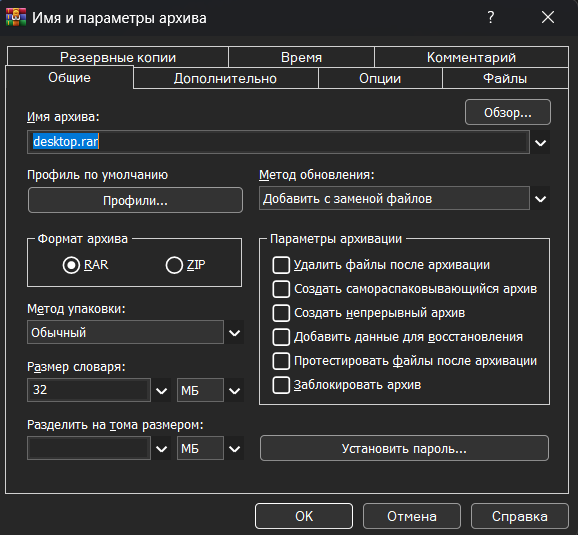 Имя и параметры архива
Резервные копии Время Комментарий
Общие Дополнительно Опции Файлы
Имя архива: Обзор...
desktop.rar
Профиль по умолчанию Метод обновления:
Профили... Добавить с заменой файлов
Формат архива Параметры архивации
RAR ZIP Удалить файлы после архивации
Создать самораспаковывающийся архив
Метод упаковки: Создать непрерывный архив
Обычный Добавить данные для восстановления
Размер словаря: Протестировать файлы после архивации
32 МБ Заблокировать архив
Разделить на тома размером:
МБ Установить пароль...
OK Отмена Справка